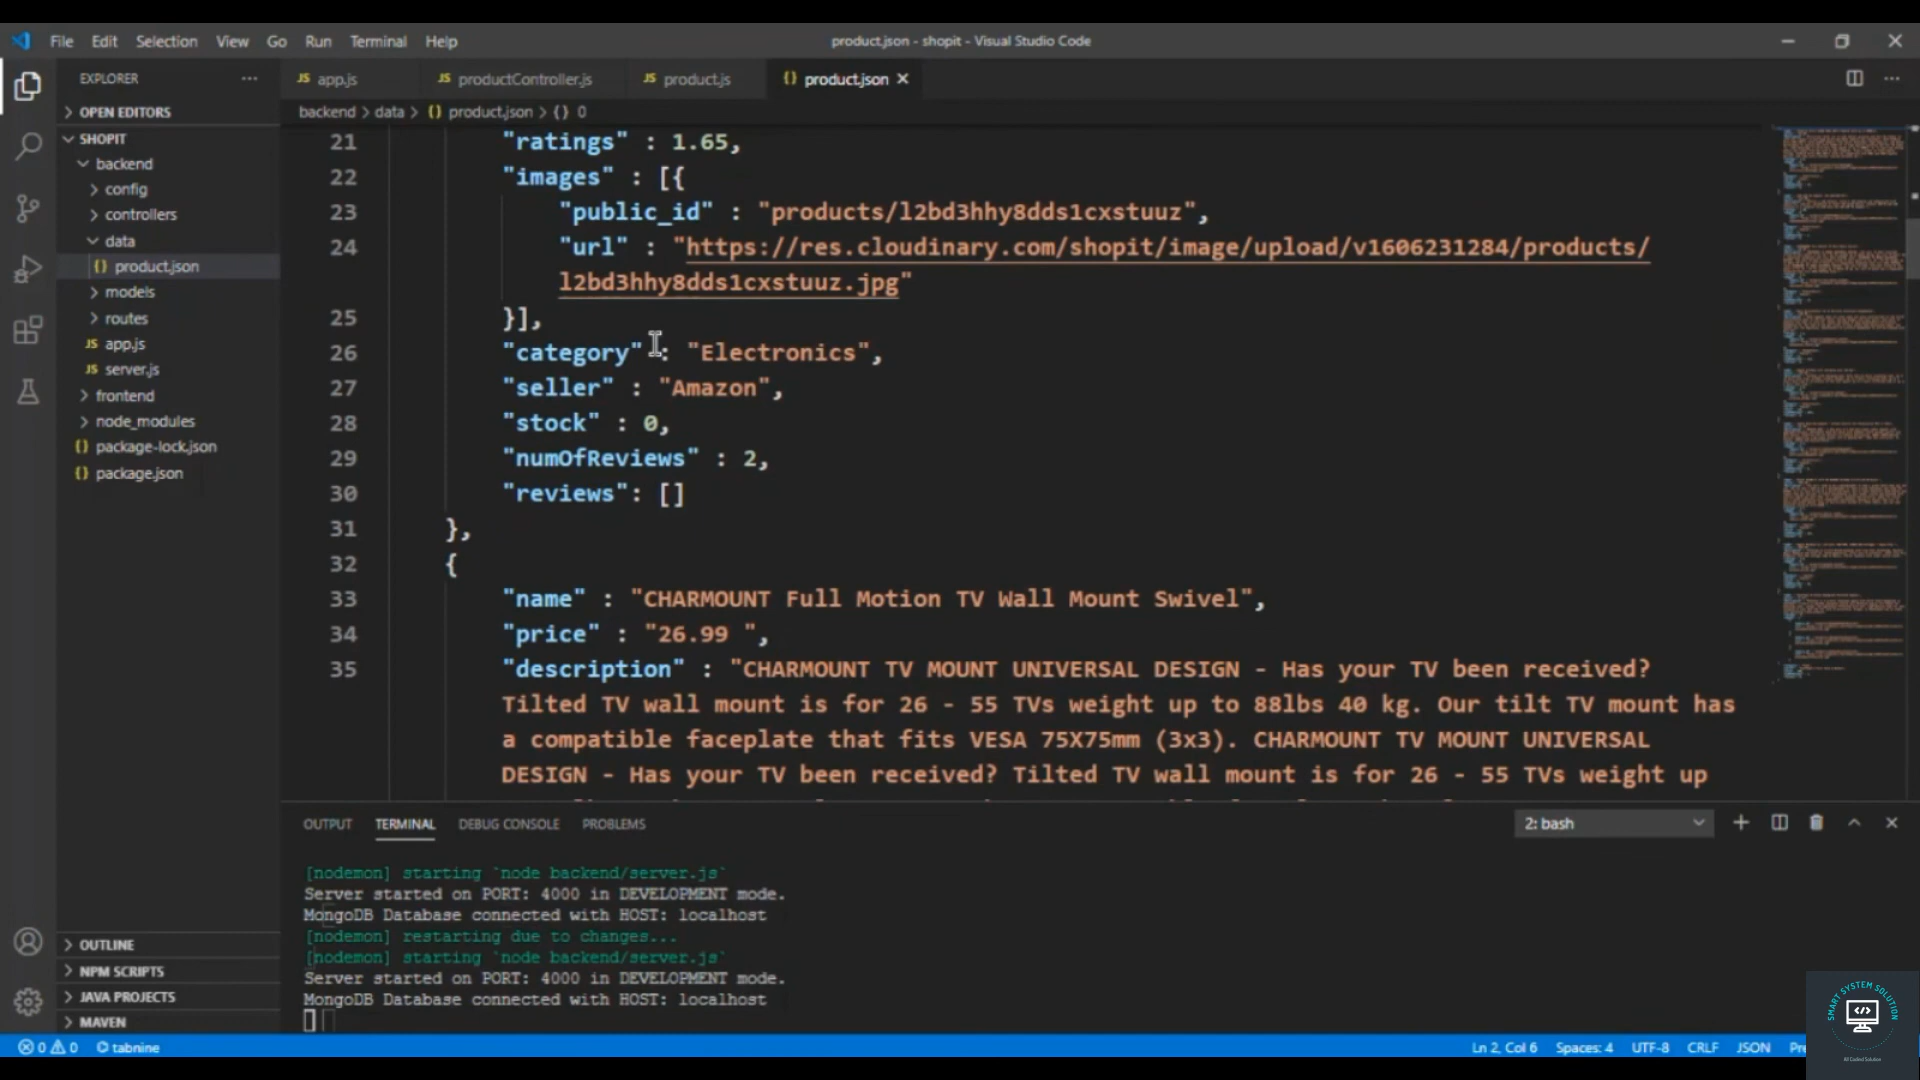 File Edit Selection View Go Run Terminal Help
product.json - shopit - Visual Studio Code
EXPLORER
OPEN EDITORS
SHOPIT
backend
config
controllers
data
{} product.json
models
routes
JS app.js
JS server.js
frontend
node_modules
{} package-lock.json
{} package.json
OUTLINE
NPM SCRIPTS
JAVA PROJECTS
MAVEN
JS app.js JS productController.js JS product.js {} product.json
backend > data > {} product.json > {} 0
21 "ratings" : 1.65,
22 "images" : [{
23 "public_id" : "products/l2bd3hhy8dds1cxstuuz",
24 "url" : "https://res.cloudinary.com/shopit/image/upload/v1606231284/products/
l2bd3hhy8dds1cxstuuz.jpg"
25 }],
26 "category" : "Electronics",
27 "seller" : "Amazon",
28 "stock" : 0,
29 "numOfReviews" : 2,
30 "reviews": []
31 },
32 {
33 "name" : "CHARMOUNT Full Motion TV Wall Mount Swivel",
34 "price" : "26.99 ",
35 "description" : "CHARMOUNT TV MOUNT UNIVERSAL DESIGN - Has your TV been received?
Tilted TV wall mount is for 26 - 55 TVs weight up to 88lbs 40 kg. Our tilt TV mount has
a compatible faceplate that fits VESA 75X75mm (3x3). CHARMOUNT TV MOUNT UNIVERSAL
DESIGN - Has your TV been received? Tilted TV wall mount is for 26 - 55 TVs weight up
OUTPUT TERMINAL DEBUG CONSOLE PROBLEMS
2: bash
[nodemon] starting `node backend/server.js`
Server started on PORT: 4000 in DEVELOPMENT mode.
MongoDB Database connected with HOST: localhost
[nodemon] restarting due to changes...
[nodemon] starting `node backend/server.js`
Server started on PORT: 4000 in DEVELOPMENT mode.
MongoDB Database connected with HOST: localhost
0 0 tabnine
Ln 2, Col 6 Spaces: 4 UTF-8 CRLF JSON Pre
SMART SYSTEM SOLUTION
All Coded Solution